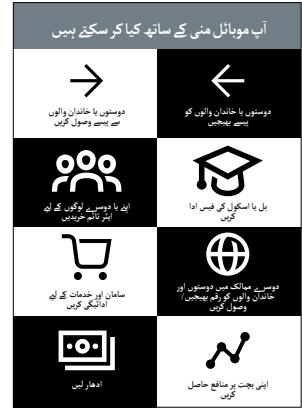 آپ موبائل منی کے ساتھ کیا کر سکتے ہیں
دوستوں یا خاندان والوں کو
پیسے بھیجیں
دوستوں یا خاندان والوں
سے پیسے وصول کریں
بل یا اسکول کی فیس ادا
کریں
اپنے یا دوسرے لوگوں کے لیے
ایئر ٹائم خریدیں
دوسرے ممالک میں دوستوں اور
خاندان والوں کو رقم بھیجیں/
وصول کریں
سامان اور خدمات کے لیے
ادائیگی کریں
اپنی بچت پر منافع حاصل
کریں
ادھار لیں